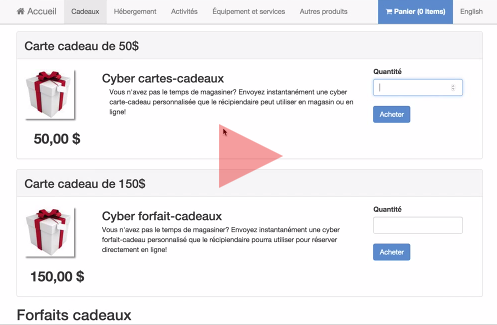 Accueil Cadeaux Hébergement Activités Équipement et services Autres produits Panier (0 Items) English
Carte cadeau de 50$
Cyber cartes-cadeaux
Vous n'avez pas le temps de magasiner? Envoyez instantanément une cyber
carte-cadeau personnalisée que le récipiendaire peut utiliser en magasin ou en
ligne!
50,00 $
Quantité
Acheter
Carte cadeau de 150$
Cyber forfait-cadeaux
Vous n'avez pas le temps de magasiner? Envoyez instantanément une cyber
forfait-cadeau personalisé que le récipiendaire pourra utiliser pour réserver
directement en ligne!
150,00 $
Quantité
Acheter
Forfaits cadeaux